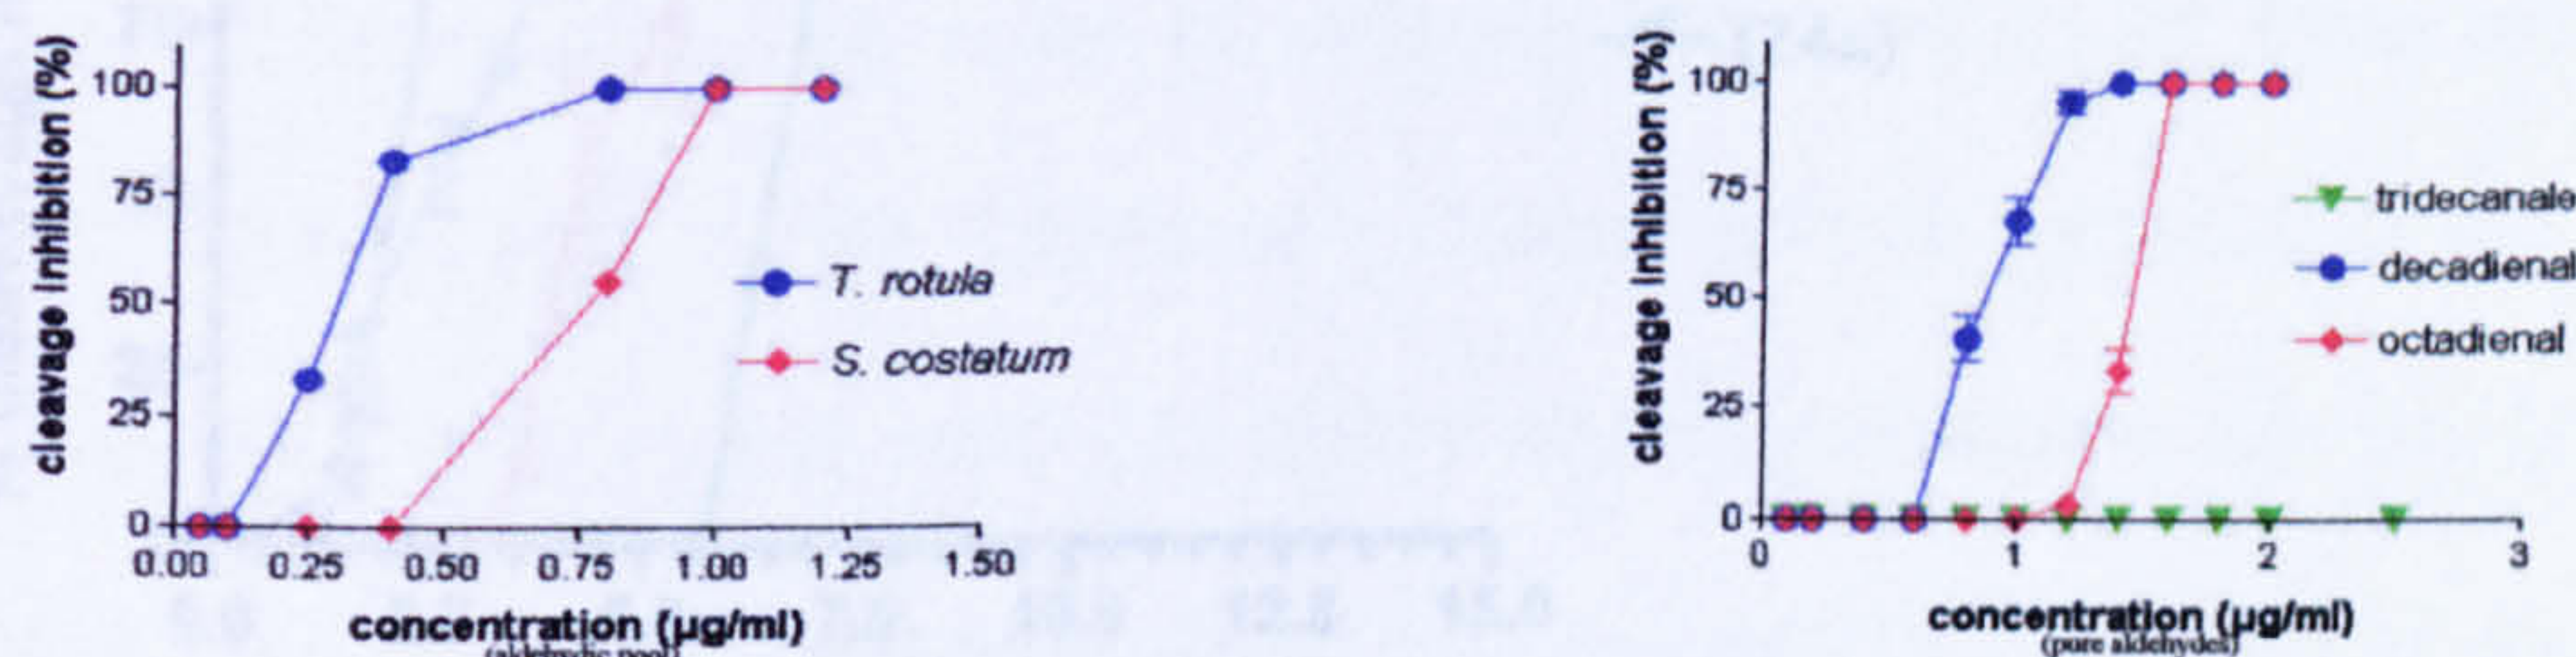 cleavage inhibition (%)
100
75
50
25
0
0.00 0.25 0.50 0.75 1.00 1.25 1.50
concentration (µg/ml)
(aldehydic pool)
T. rotula
S. costatum
cleavage inhibition (%)
100
75
50
25
0
0 1 2 3
concentration (µg/ml)
(pure aldehydes)
tridecanale
decadienal
octadienal